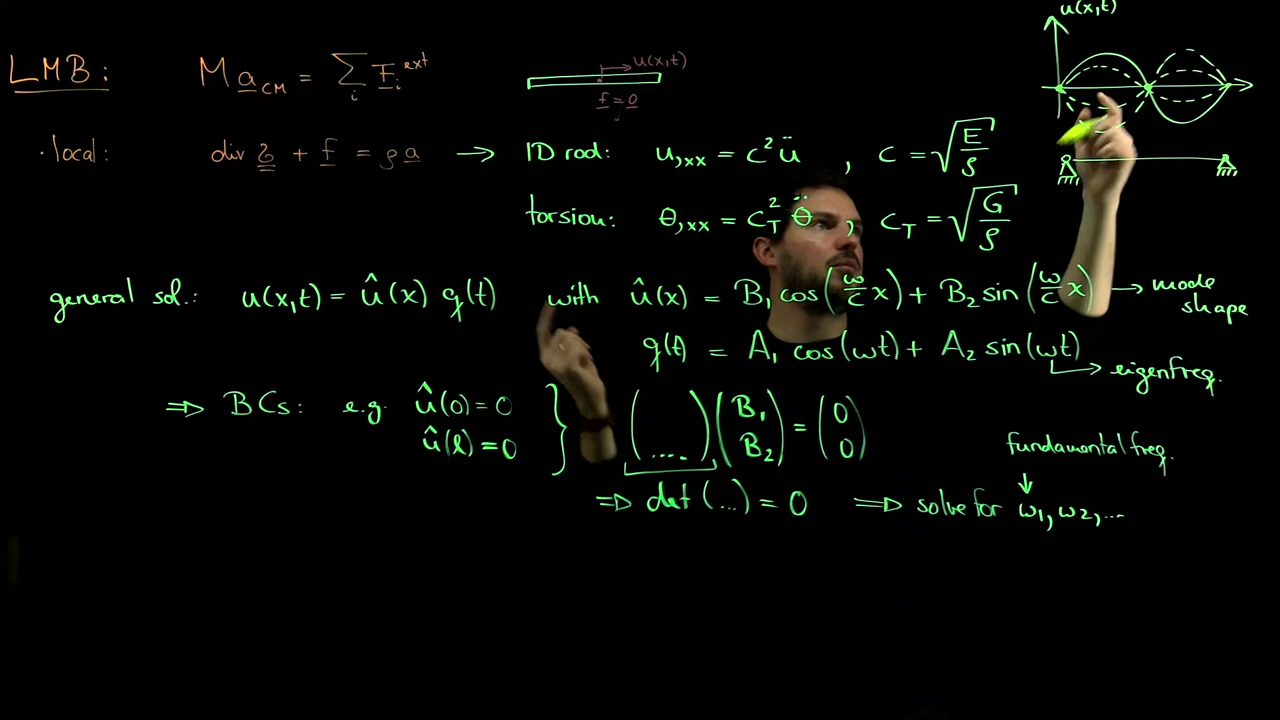 LMB: M a_CM = ∑_i F_i^ext
u(x,t)
f = 0
u(x,t)
· local: div σ + f = ρ a → 1D rod: u,xx = c² ü , c = √(E/ρ)
torsion: θ,xx = c_T² θ̈ , c_T = √(G/ρ)
general sol.: u(x,t) = û(x) q(t) with û(x) = B₁ cos(ω/c x) + B₂ sin(ω/c x) → mode shape
q(t) = A₁ cos(ωt) + A₂ sin(ωt) → eigenfreq.
⇒ BCs: e.g. û(0) = 0
û(l) = 0 } ( .... ) (B₁ B₂) = (0 0)
fundamental freq.
⇒ det (...) = 0 ⇒ solve for ω₁, ω₂, ...